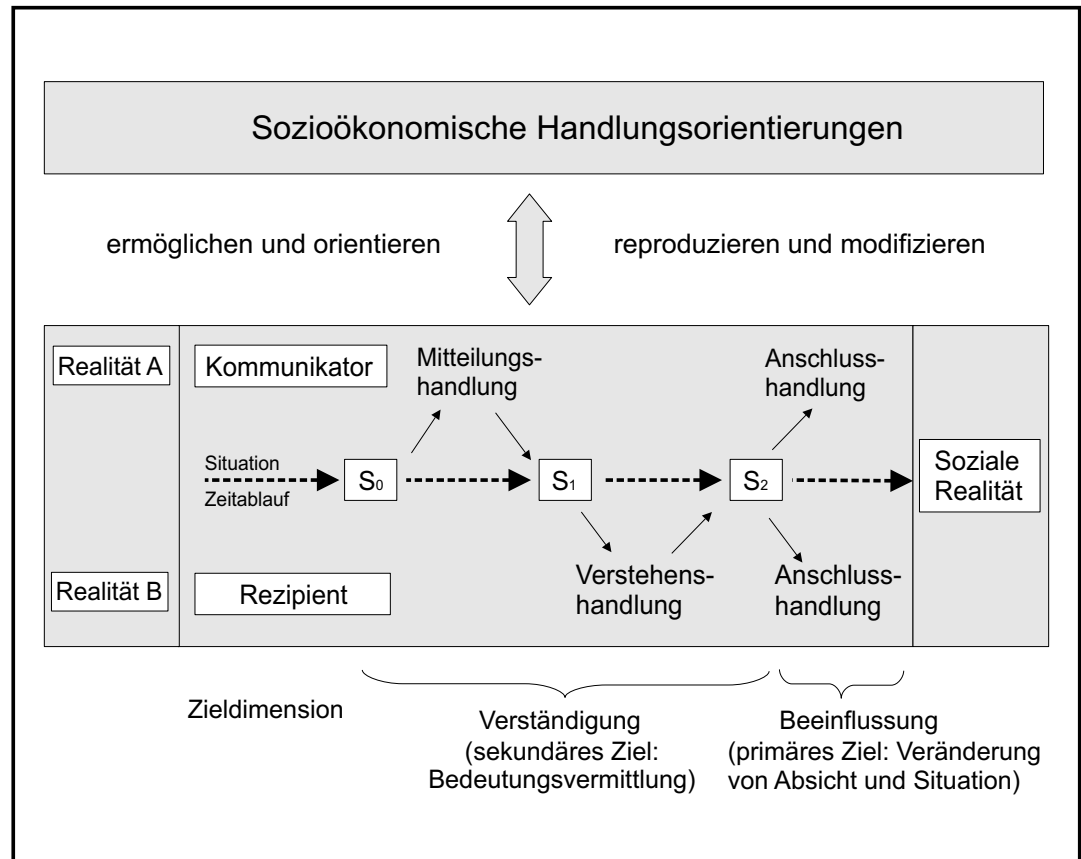 Sozioökonomische Handlungsorientierungen
ermöglichen und orientieren
reproduzieren und modifizieren
Realität A
Kommunikator
Mitteilungs-
handlung
Anschluss-
handlung
Situation
Zeitablauf
S₀
S₁
S₂
Soziale
Realität
Realität B
Rezipient
Verstehens-
handlung
Anschluss-
handlung
Zieldimension
Verständigung
(sekundäres Ziel:
Bedeutungsvermittlung)
Beeinflussung
(primäres Ziel: Veränderung
von Absicht und Situation)